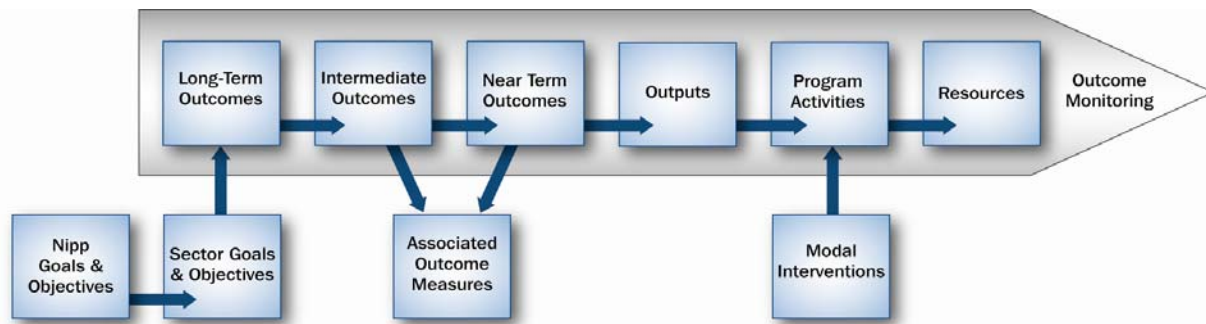 Long-Term
Outcomes
Intermediate
Outcomes
Near Term
Outcomes
Outputs
Program
Activities
Resources
Outcome
Monitoring
Nipp
Goals &
Objectives
Sector Goals
& Objectives
Associated
Outcome
Measures
Modal
Interventions